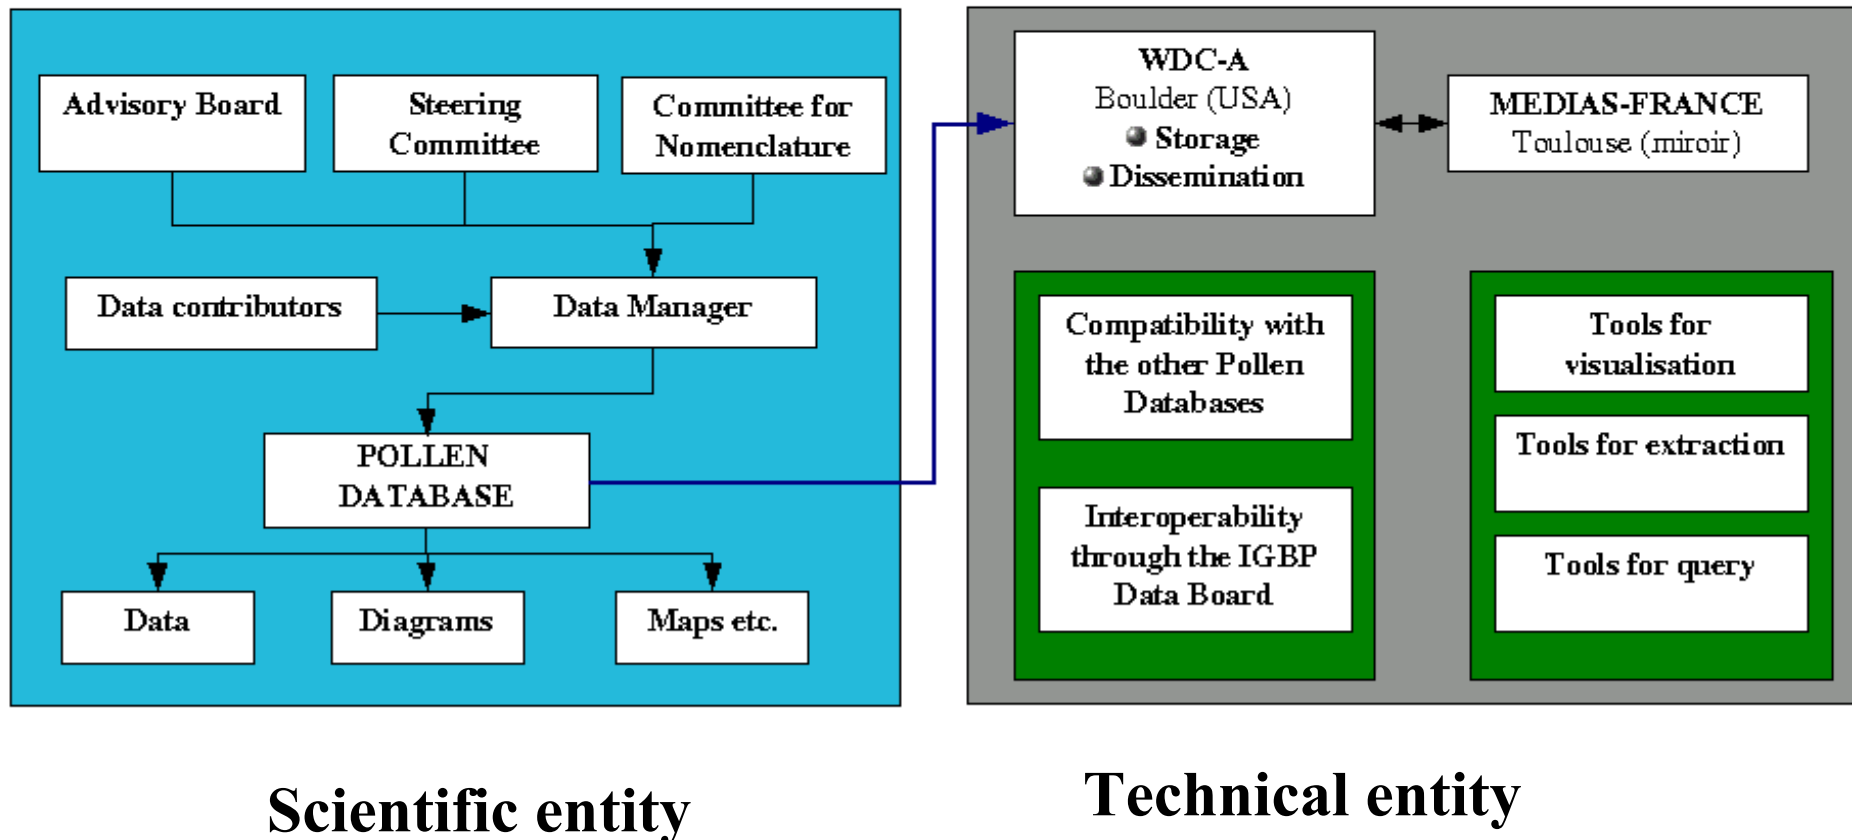 Advisory Board
Steering
Committee
Committee for
Nomenclature
Data contributors
Data Manager
POLLEN
DATABASE
Data
Diagrams
Maps etc.
Scientific entity
WDC-A
Boulder (USA)
Storage
Dissemination
MEDIAS-FRANCE
Toulouse (miroir)
Compatibility with
the other Pollen
Databases
Interoperability
through the IGBP
Data Board
Tools for
visualisation
Tools for extraction
Tools for query
Technical entity